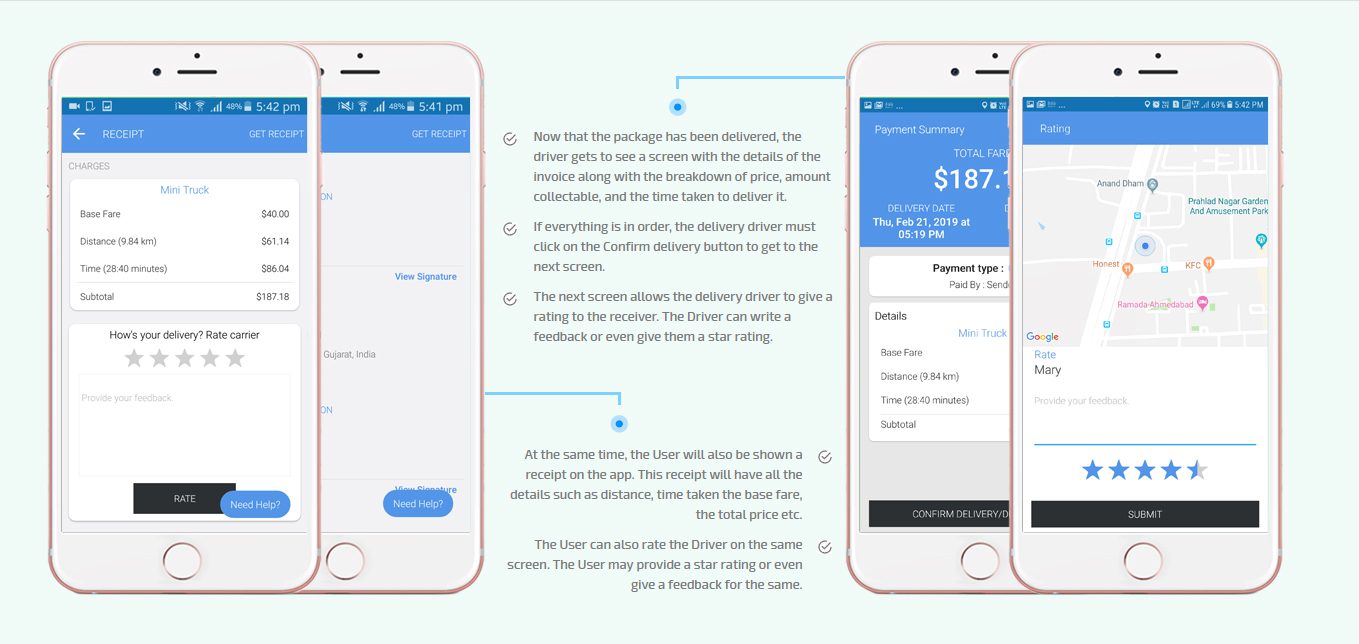 48% 5:42 pm
RECEIPT GET RECEIPT
CHARGES
Mini Truck
Base Fare $40.00
Distance (9.84 km) $61.14
Time (28:40 minutes) $86.04
Subtotal $187.18
How's your delivery? Rate carrier
Provide your feedback.
RATE
Need Help?
48% 5:41 pm
GET RECEIPT
ON
View Signature
Gujarat, India
ON
View Signature
Need Help?
Now that the package has been delivered, the
driver gets to see a screen with the details of the
invoice along with the breakdown of price, amount
collectable, and the time taken to deliver it.
If everything is in order, the delivery driver must
click on the Confirm delivery button to get to the
next screen.
The next screen allows the delivery driver to give a
rating to the receiver. The Driver can write a
feedback or even give them a star rating.
At the same time, the User will also be shown a
receipt on the app. This receipt will have all the
details such as distance, time taken the base fare,
the total price etc.
The User can also rate the Driver on the same
screen. The User may provide a star rating or even
give a feedback for the same.
...
Payment Summary
TOTAL FARE
$187.1
DELIVERY DATE D
Thu, Feb 21, 2019 at
05:19 PM
Payment type :
Paid By : Sende
Details
Mini Truck
Base Fare
Distance (9.84 km)
Time (28:40 minutes)
Subtotal
CONFIRM DELIVERY/D
... 69% 5:42 PM
Rating
Anand Dham
Prahlad Nagar Garden
And Amusement Park
Honest
KFC
Ramada Ahmedabad
Google
Rate
Mary
Provide your feedback.
SUBMIT